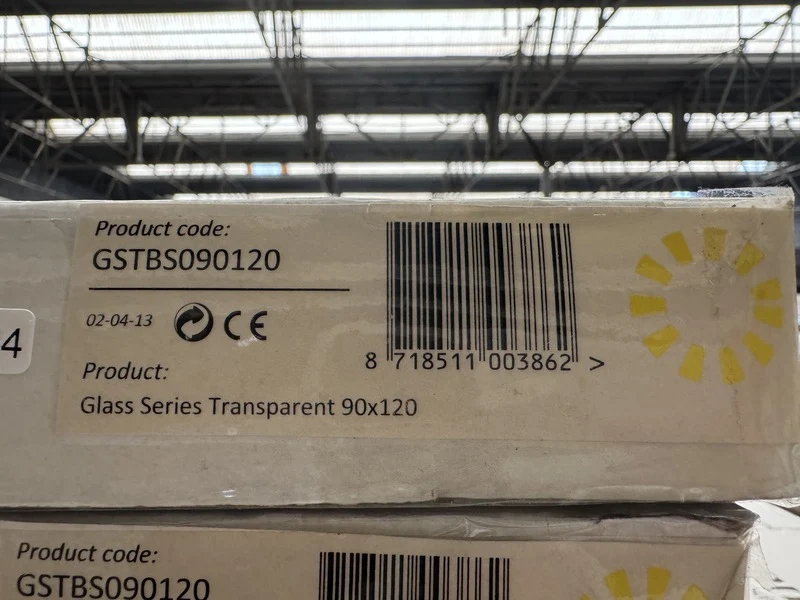 Product code:
GSTBS090120
02-04-13 CE
4
Product:
Glass Series Transparent 90x120
8 718511 003862 >
Product code:
GSTBS090120